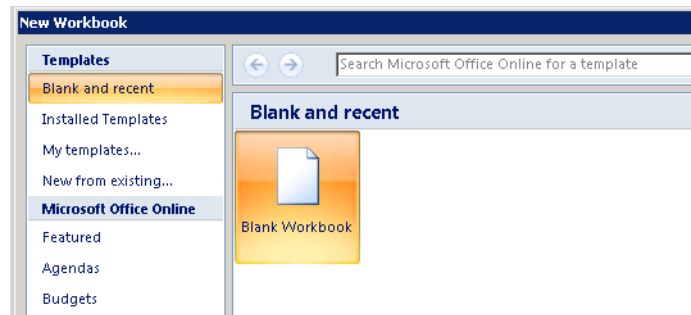 New Workbook
Templates
Blank and recent
Installed Templates
My templates...
New from existing...
Microsoft Office Online
Featured
Agendas
Budgets
Search Microsoft Office Online for a template
Blank and recent
Blank Workbook